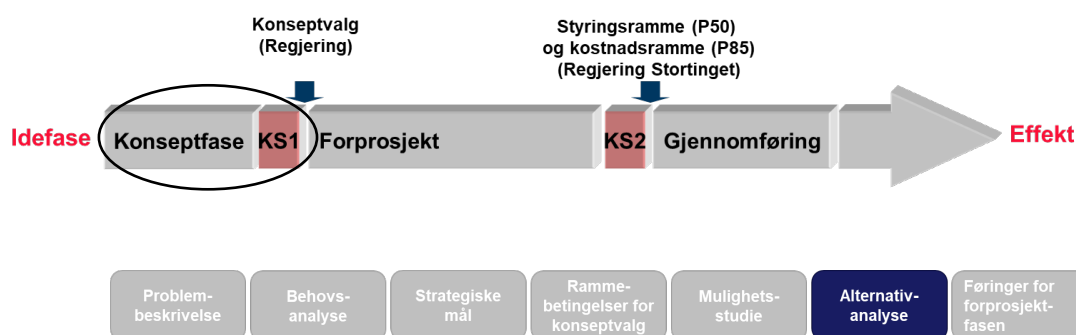 Konseptvalg
(Regjering)
Styringsramme (P50)
og kostnadsramme (P85)
(Regjering Stortinget)
Idefase
Konseptfase
KS1
Forprosjekt
KS2
Gjennomføring
Effekt
Problem-
beskrivelse
Behovs-
analyse
Strategiske
mål
Ramme-
betingelser for
konseptvalg
Mulighets-
studie
Alternativ-
analyse
Føringer for
forprosjekt-
fasen